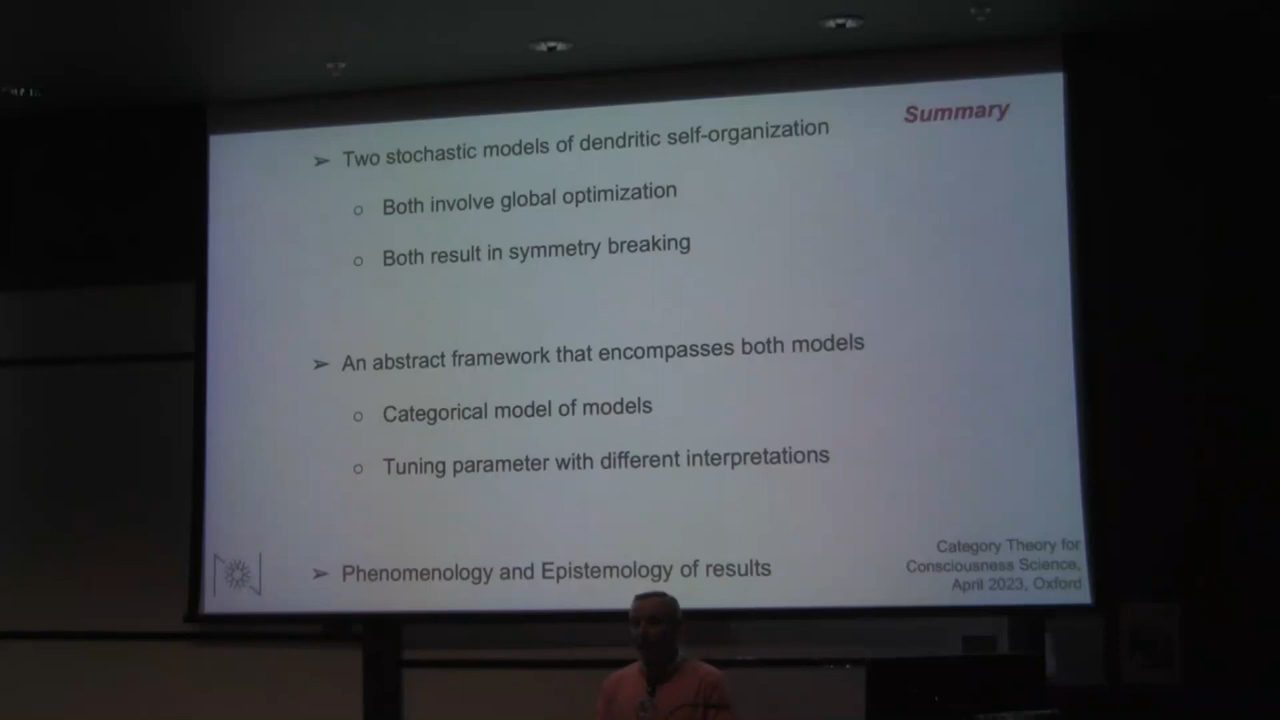 Summary
➢ Two stochastic models of dendritic self-organization
○ Both involve global optimization
○ Both result in symmetry breaking
➢ An abstract framework that encompasses both models
○ Categorical model of models
○ Tuning parameter with different interpretations
➢ Phenomenology and Epistemology of results
Category Theory for
Consciousness Science,
April 2023, Oxford